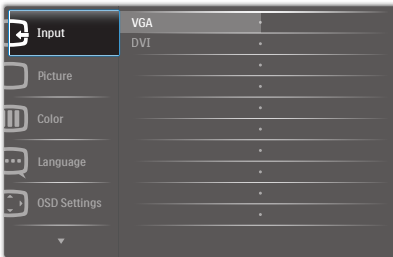 Input
VGA
DVI
Picture
Color
Language
OSD Settings